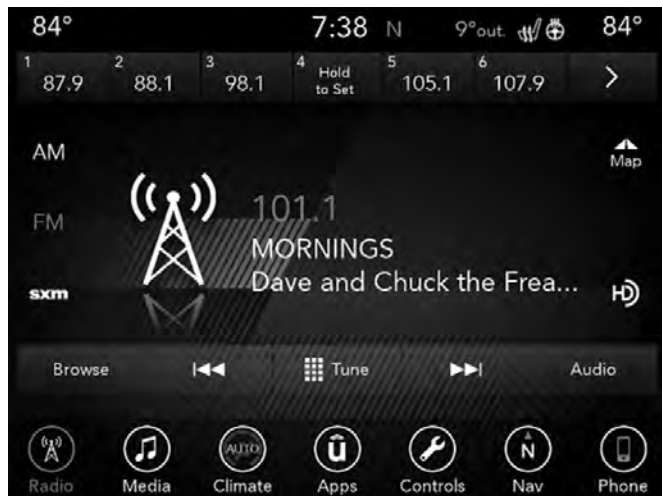 84° 7:38 N 9°out. 84°
1 87.9 2 88.1 3 98.1 4 Hold to Set 5 105.1 6 107.9
AM
Map
FM
101.1
MORNINGS
sxm
Dave and Chuck the Frea...
HD
Browse Tune Audio
AUTO û N
Radio Media Climate Apps Controls Nav Phone